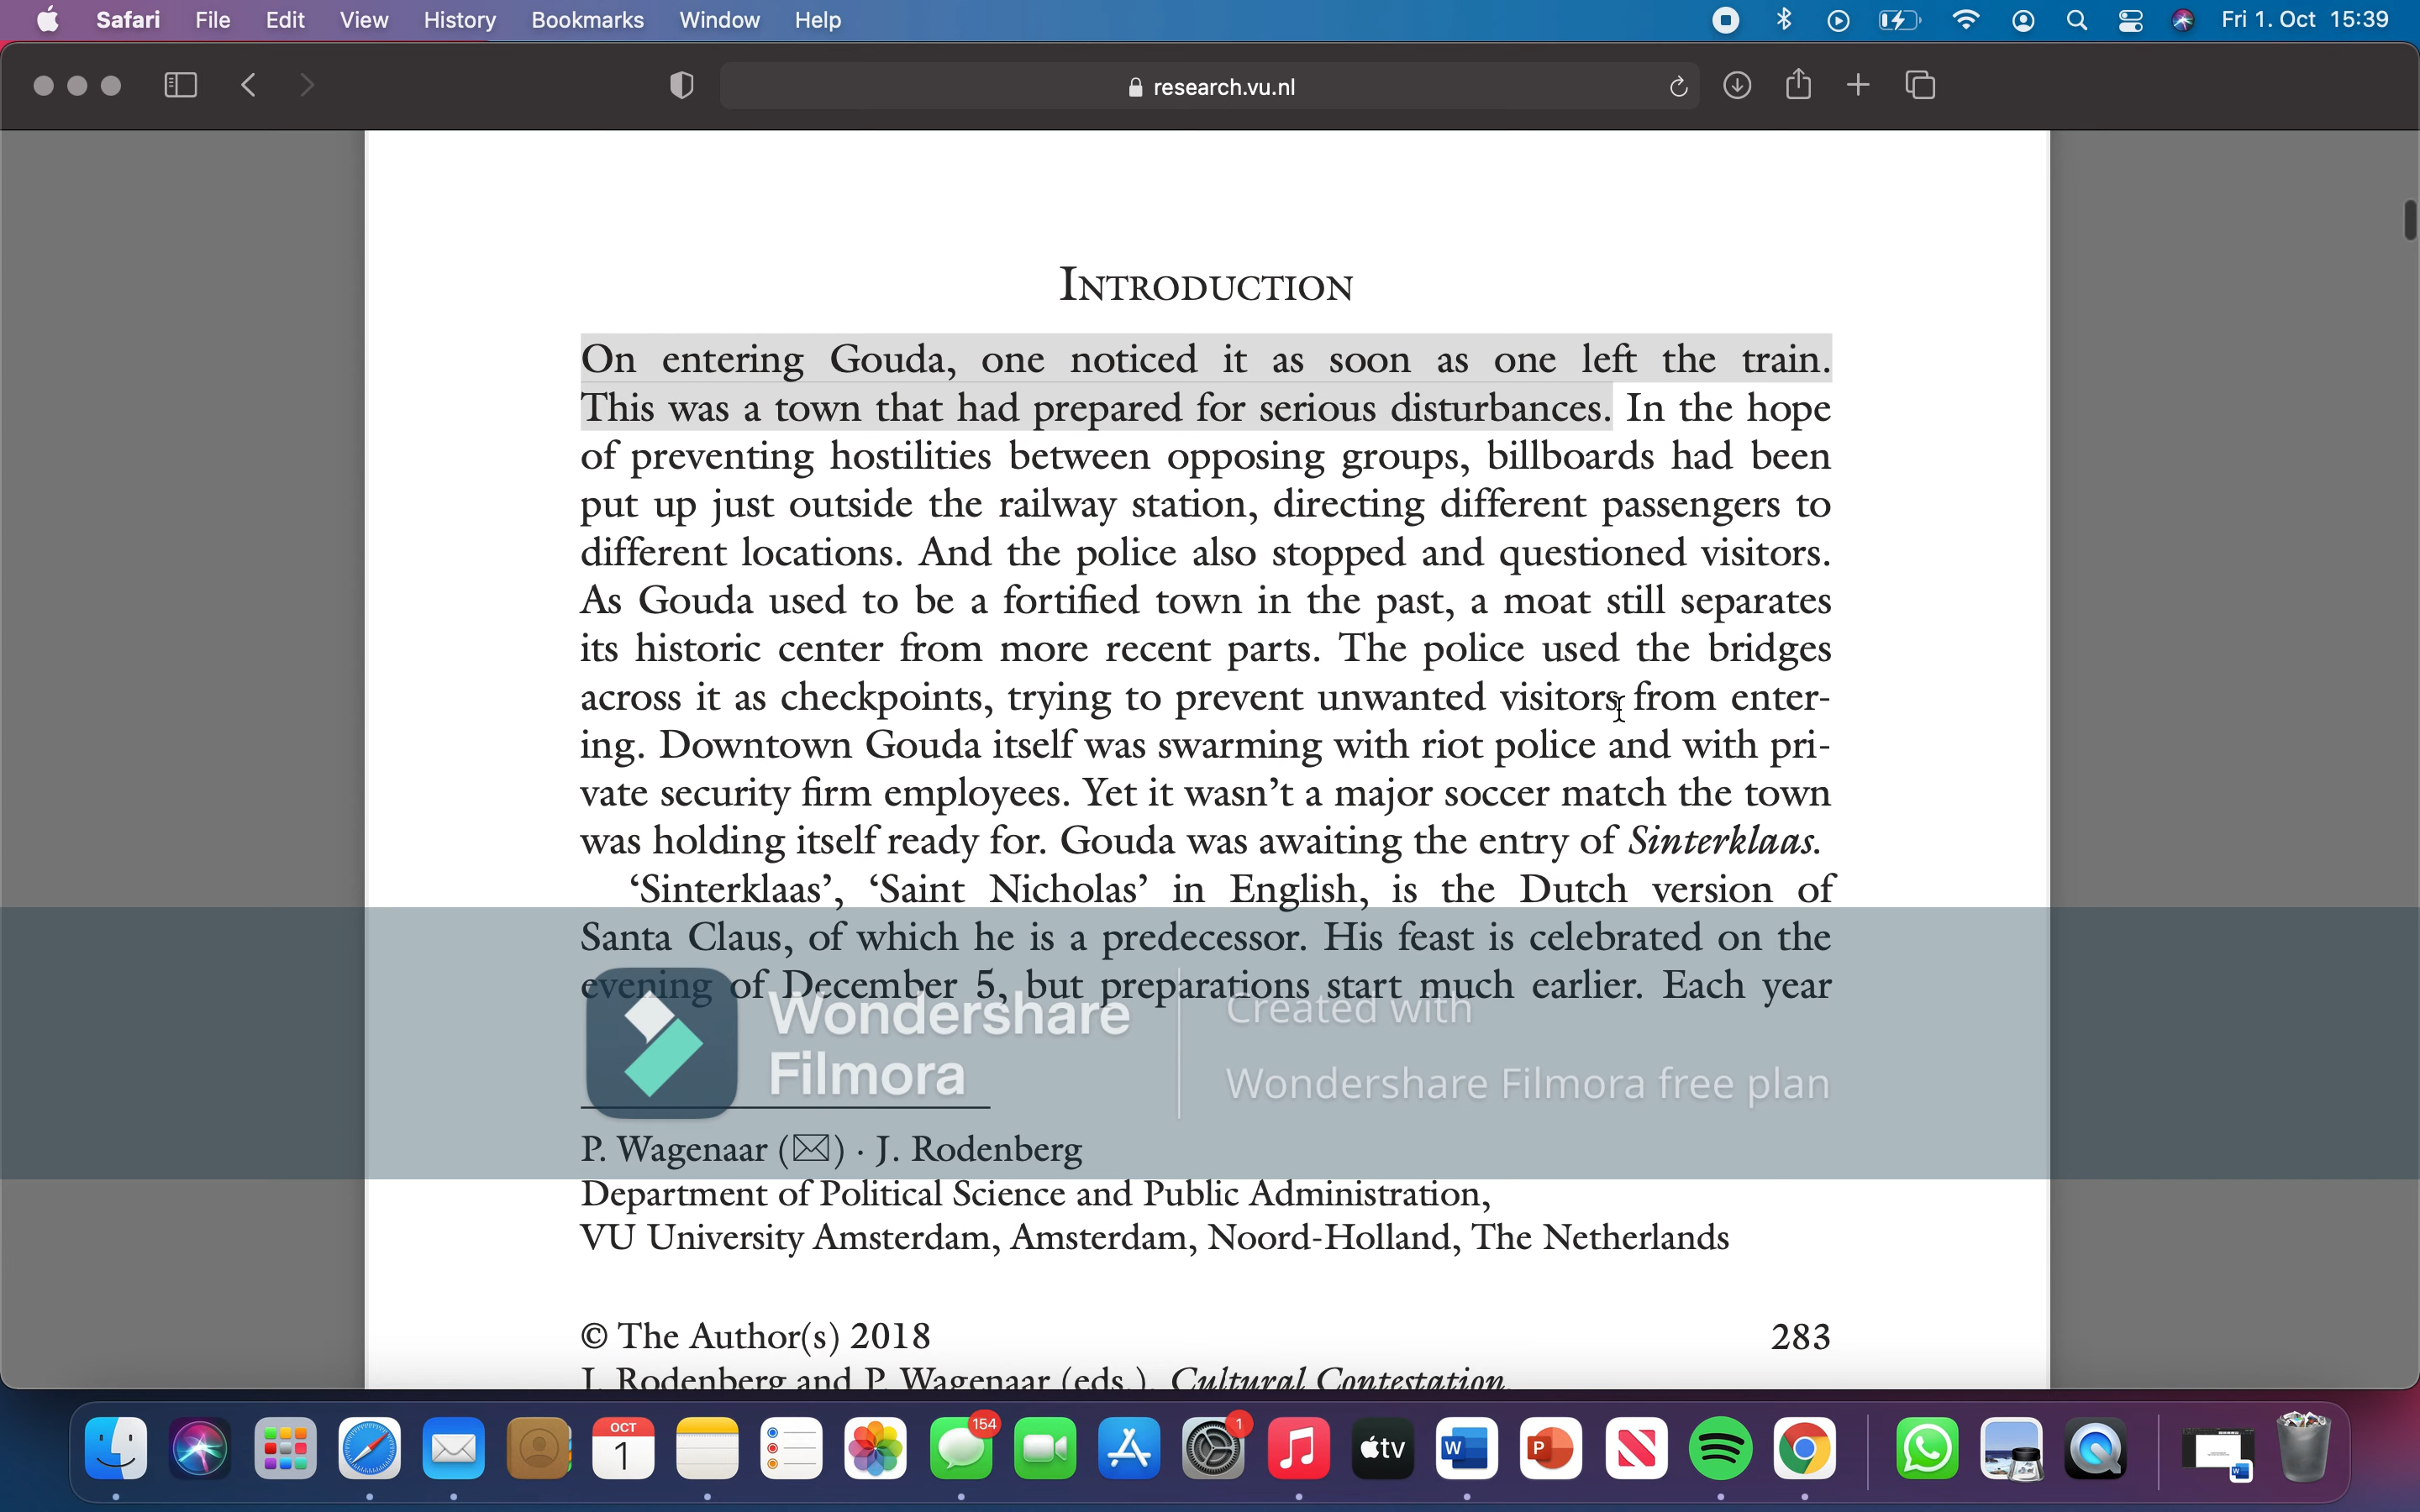 Safari File Edit View History Bookmarks Window Help Fri 1. Oct 15:39
research.vu.nl
INTRODUCTION
On entering Gouda, one noticed it as soon as one left the train.
This was a town that had prepared for serious disturbances. In the hope
of preventing hostilities between opposing groups, billboards had been
put up just outside the railway station, directing different passengers to
different locations. And the police also stopped and questioned visitors.
As Gouda used to be a fortified town in the past, a moat still separates
its historic center from more recent parts. The police used the bridges
across it as checkpoints, trying to prevent unwanted visitors from enter-
ing. Downtown Gouda itself was swarming with riot police and with pri-
vate security firm employees. Yet it wasn't a major soccer match the town
was holding itself ready for. Gouda was awaiting the entry of Sinterklaas.
'Sinterklaas', 'Saint Nicholas' in English, is the Dutch version of
Santa Claus, of which he is a predecessor. His feast is celebrated on the
evening of December 5, but preparations start much earlier. Each year
Wondershare Filmora
Created with
Wondershare Filmora free plan
P. Wagenaar (✉) · J. Rodenberg
Department of Political Science and Public Administration,
VU University Amsterdam, Amsterdam, Noord-Holland, The Netherlands
© The Author(s) 2018 283
J. Rodenberg and P. Wagenaar (eds.), Cultural Contestation,
OCT
1
154
1
tv
W
P
W